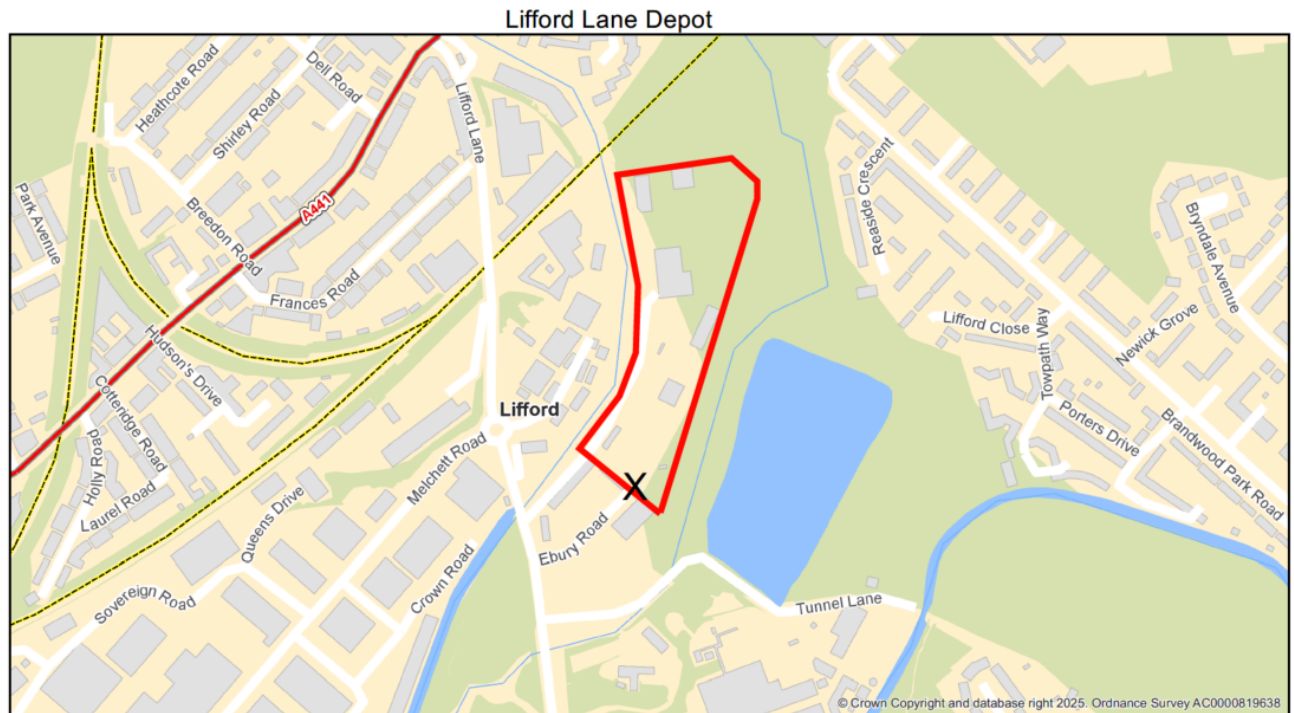 Lifford Lane Depot
Heathcote Road
Dell Road
Shirley Road
Lifford Lane
Park Avenue
A441
Breedon Road
Frances Road
Reaside Crescent
Bryndale Avenue
Hudson's Drive
Lifford Close
Towpath Way
Newick Grove
Cotteridge Road
Lifford
Porters Drive
Brandwood Park Road
Holly Road
Melchett Road
Laurel Road
Queens Drive
X
Ebury Road
Crown Road
Sovereign Road
Tunnel Lane
© Crown Copyright and database right 2025. Ordnance Survey AC0000819638